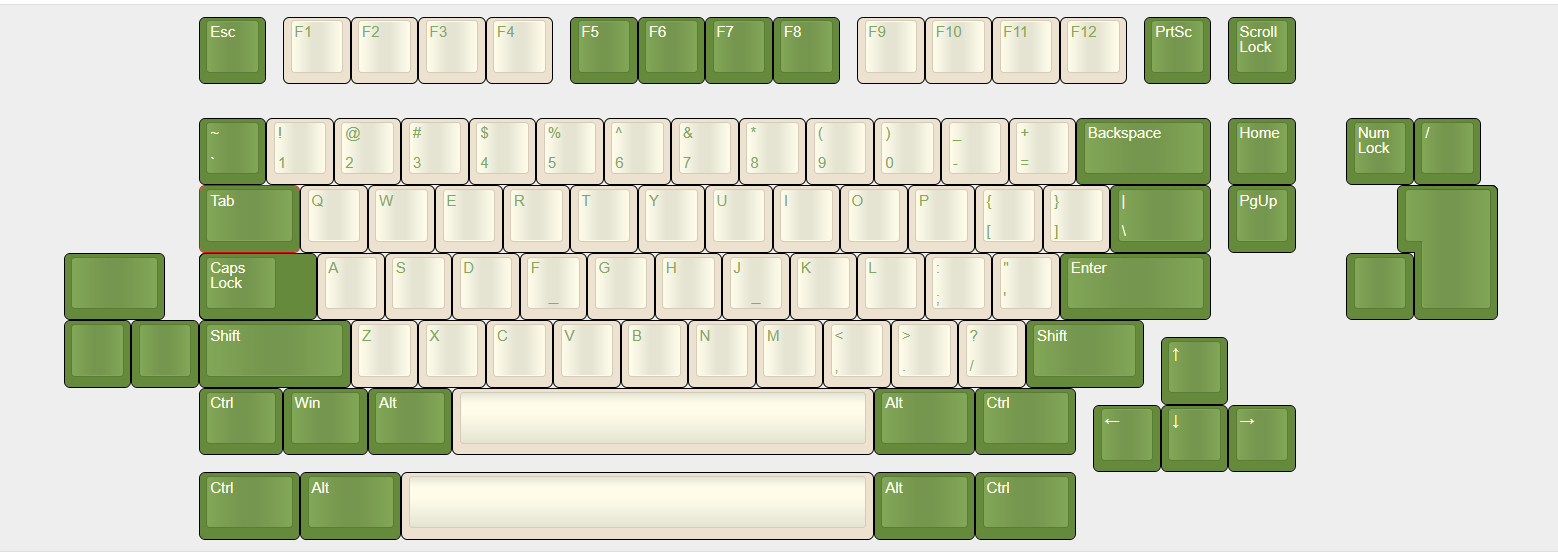 Esc F1 F2 F3 F4 F5 F6 F7 F8 F9 F10 F11 F12 PrtSc Scroll
Lock
~ ! @ # $ % ^ & * ( ) _ + Backspace Home Num /
Lock
` 1 2 3 4 5 6 7 8 9 0 - =
Tab Q W E R T Y U I O P { } | PgUp
[ ] \
Caps A S D F G H J K L : " Enter
Lock
_ _ ; '
Shift Z X C V B N M < > ? Shift
↑
, . /
Ctrl Win Alt Alt Ctrl
← ↓ →
Ctrl Alt Alt Ctrl